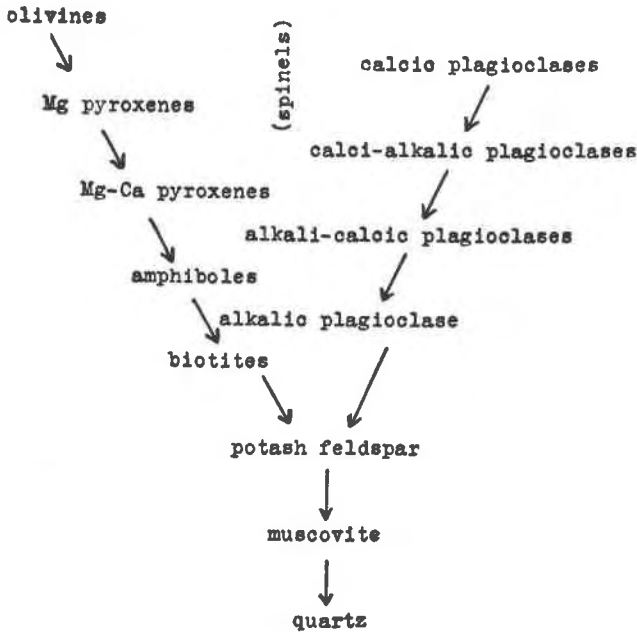 olivines
(spinels)
calcic plagioclases
Mg pyroxenes
calci-alkalic plagioclases
Mg-Ca pyroxenes
alkali-calcic plagioclases
amphiboles
alkalic plagioclase
biotites
potash feldspar
muscovite
quartz